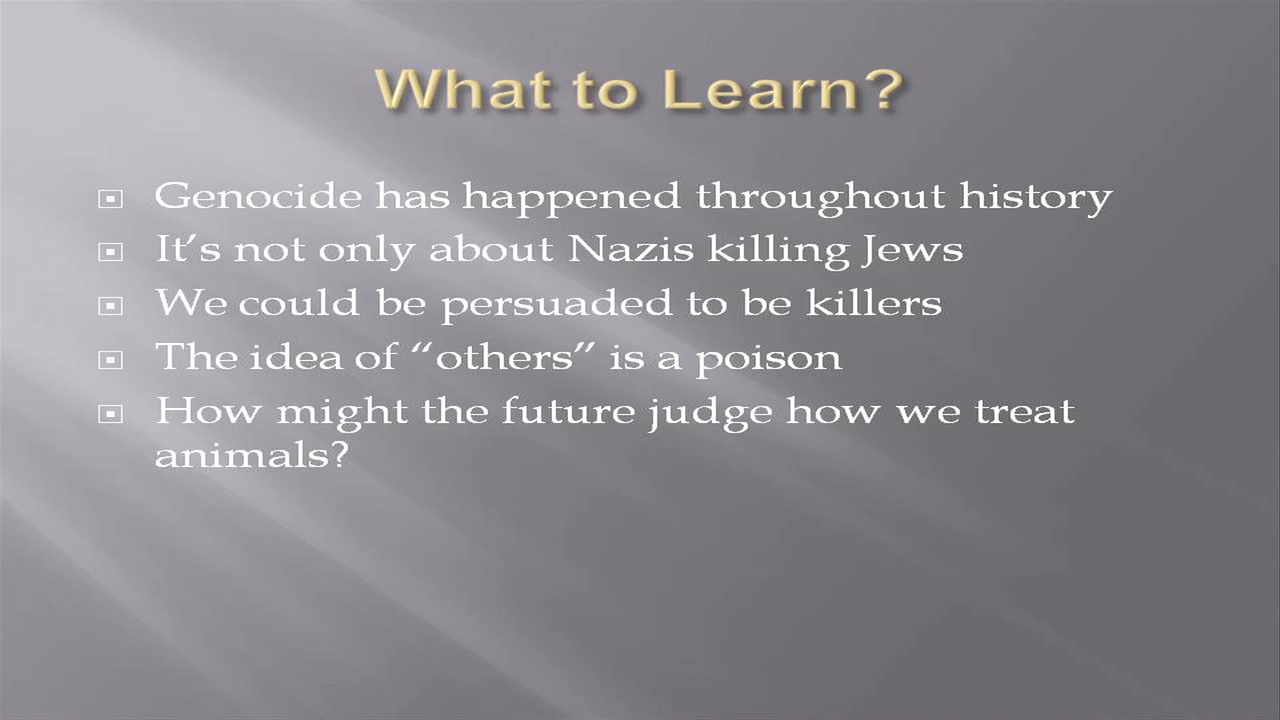 What to Learn?
Genocide has happened throughout history
It’s not only about Nazis killing Jews
We could be persuaded to be killers
The idea of “others” is a poison
How might the future judge how we treat
animals?